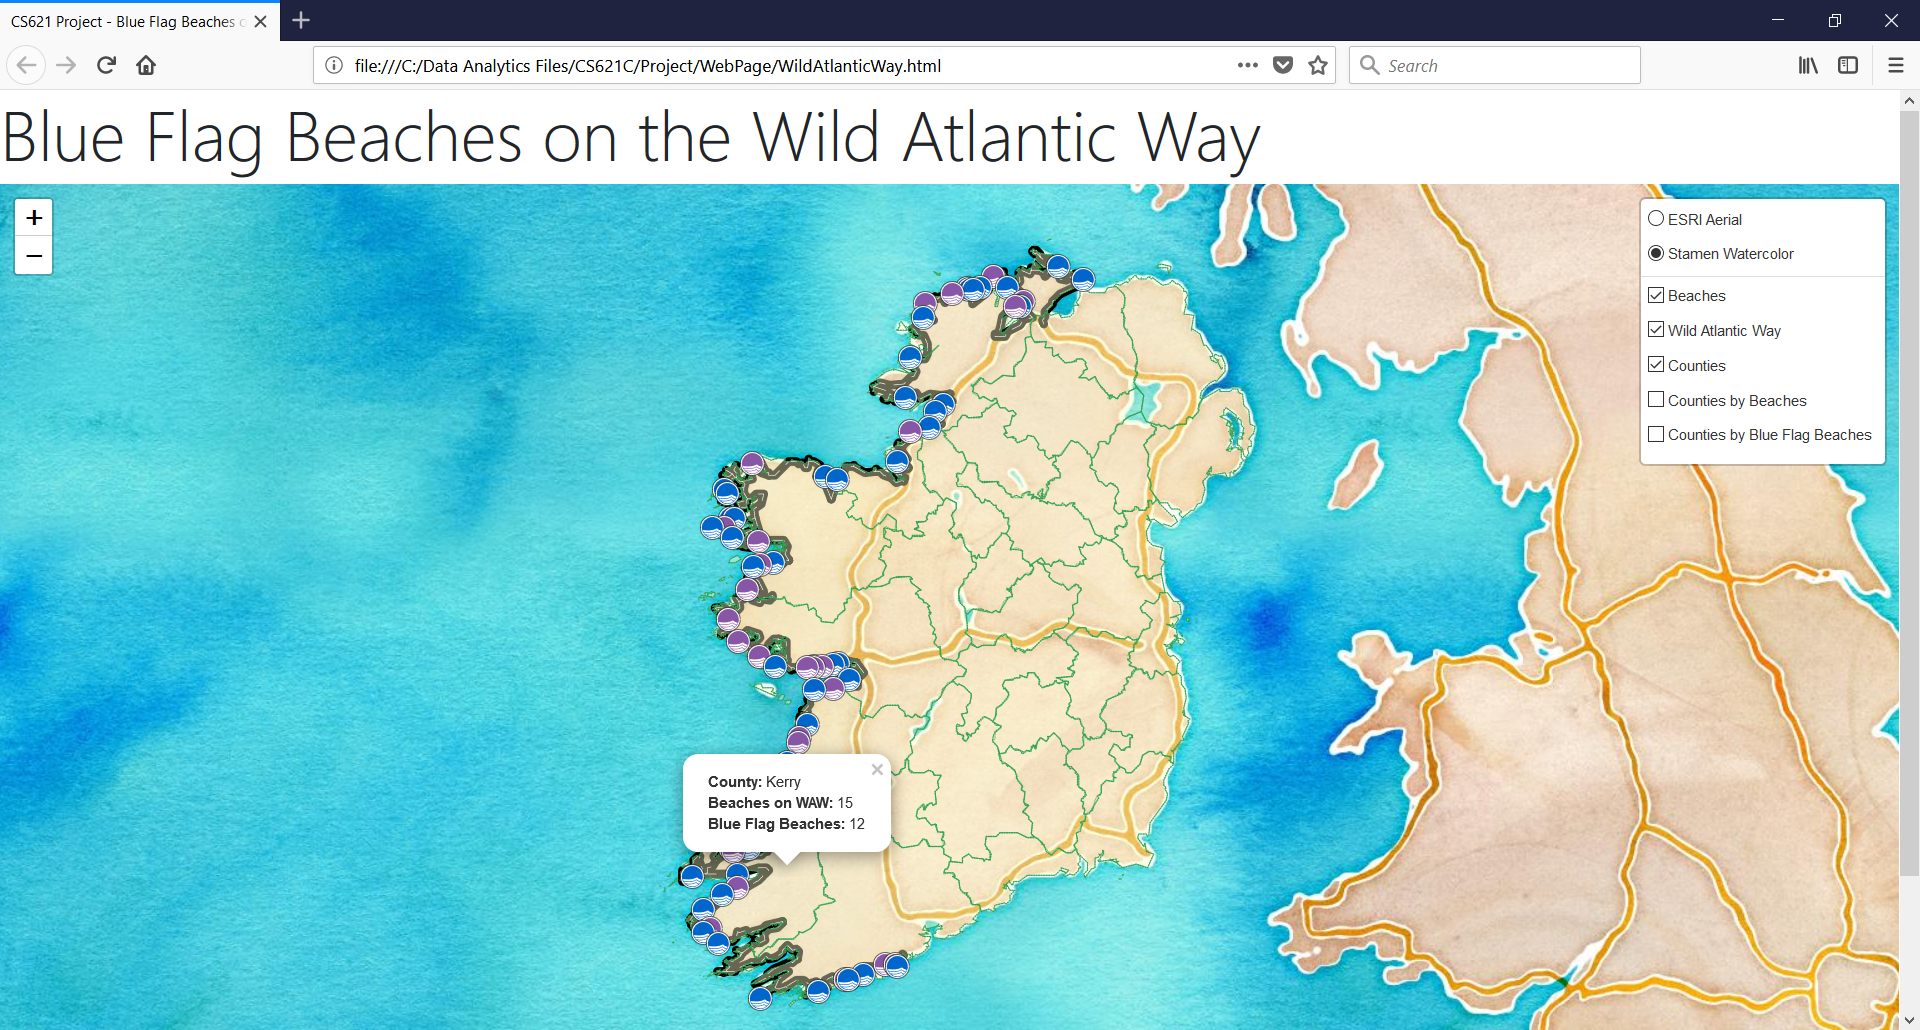 CS621 Project - Blue Flag Beaches
file:///C:/Data Analytics Files/CS621C/Project/WebPage/WildAtlanticWay.html
Search
Blue Flag Beaches on the Wild Atlantic Way
+
−
ESRI Aerial
Stamen Watercolor
Beaches
Wild Atlantic Way
Counties
Counties by Beaches
Counties by Blue Flag Beaches
County: Kerry
Beaches on WAW: 15
Blue Flag Beaches: 12